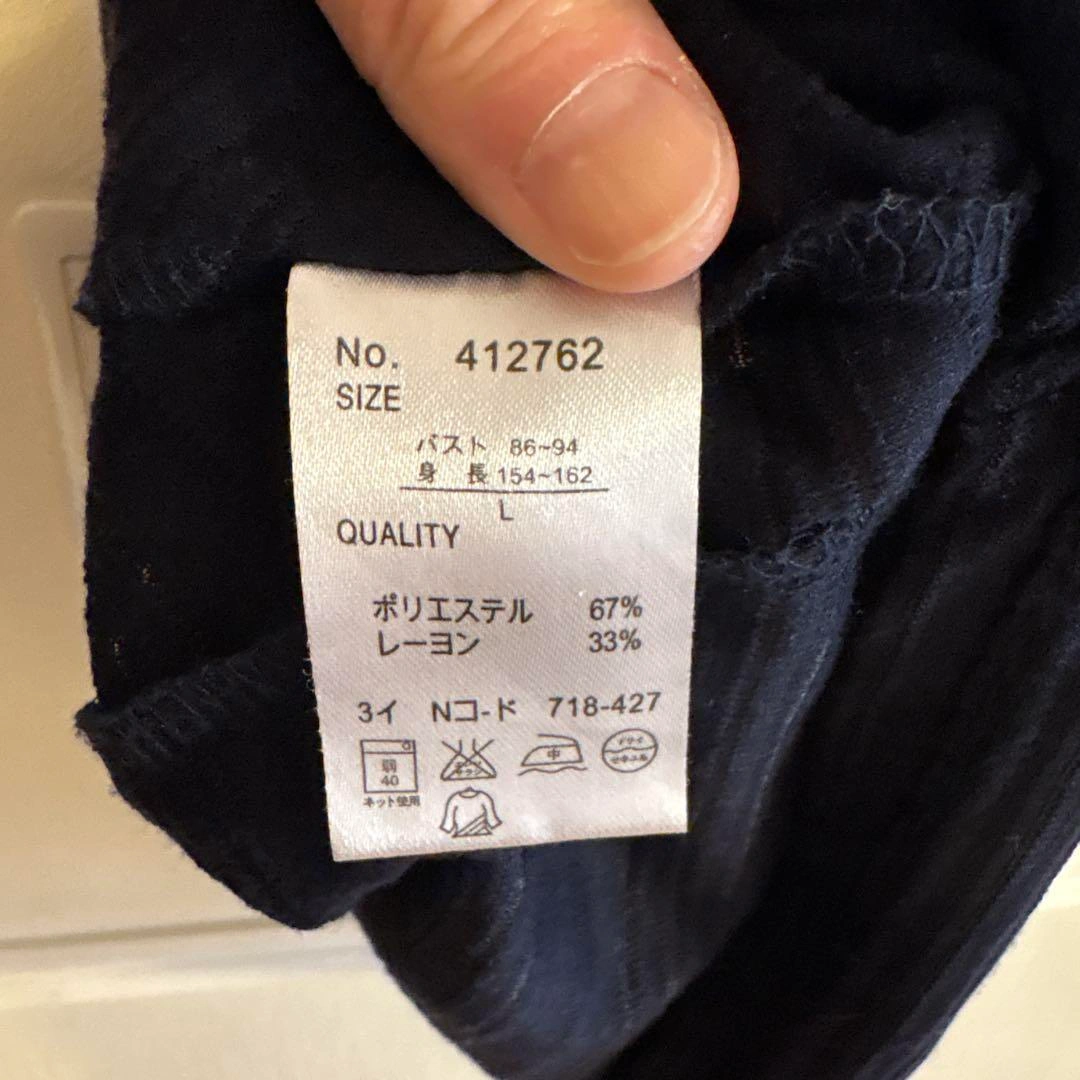 No. 412762
SIZE
バスト 86~94
身 長 154~162
L
QUALITY
ポリエステル 67%
レーヨン 33%
3イ Nコ-ド 718-427
弱
40
中
ネット使用